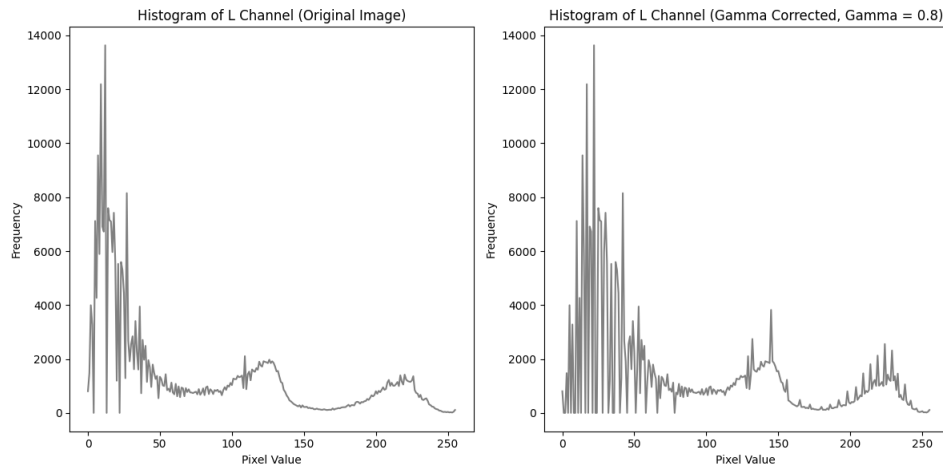 Histogram of L Channel (Original Image)
14000
12000
10000
8000
6000
4000
2000
0
Frequency
0 50 100 150 200 250
Pixel Value
Histogram of L Channel (Gamma Corrected, Gamma = 0.8)
14000
12000
10000
8000
6000
4000
2000
0
Frequency
0 50 100 150 200 250
Pixel Value